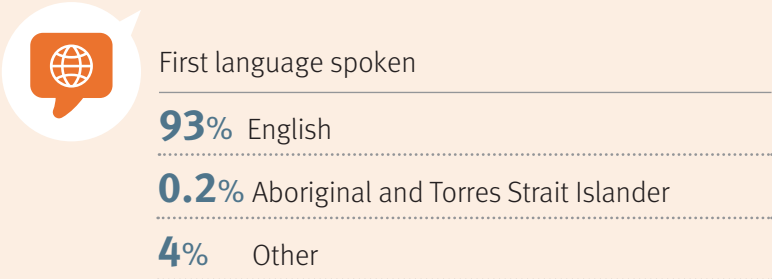 First language spoken
93% English
0.2% Aboriginal and Torres Strait Islander
4% Other